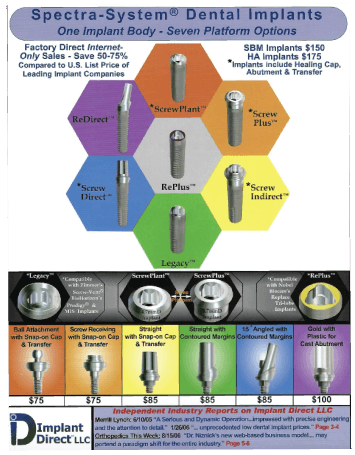 Spectra-System® Dental Implants
One Implant Body - Seven Platform Options
Factory Direct Internet-
Only Sales - Save 50-75%
Compared to U.S. List Price of
Leading Implant Companies
SBM Implants $150
HA implants $175
*Implants include Healing Cap,
Abutment & Transfer
ReDirect™
*ScrewPlant™
*Screw
Plus™
*Screw
Direct™
RePlus™
*Screw
Indirect™
Legacy™
*Legacy™
*Compatible
with Zimmer's
Screw-Vent®
BioHorizon's
Prodigy® &
MIS Implants
ScrewPlant™
ScrewPlus™
*Compatible
with Nobel
Biocare's
Replace
Tri-Lobe
Implants
*RePlus™
Ball Attachment
with Snap-on Cap
& Transfer
$75
Screw Receiving
with Snap-on Cap
& Transfer
$75
Straight
with Snap-on Cap
& Transfer
$85
Straight with
Contoured Margins
$85
15° Angled with
Contoured Margins
$85
Gold with
Plastic for
Cast Abutment
$100
Implant
Direct LLC
Independent Industry Reports on Implant Direct LLC
Merrill Lynch: 6/10/05 "A Serious and Dynamic Operation...impressed with precise engineering
and the attention to detail." 1/26/06 "... unprecedented low dental implant prices." Page 3-4
Orthopedics This Week: 8/15/06 "Dr. Niznick's new web-based business model... may
portend a paradigm shift for the entire industry." Page 5-6